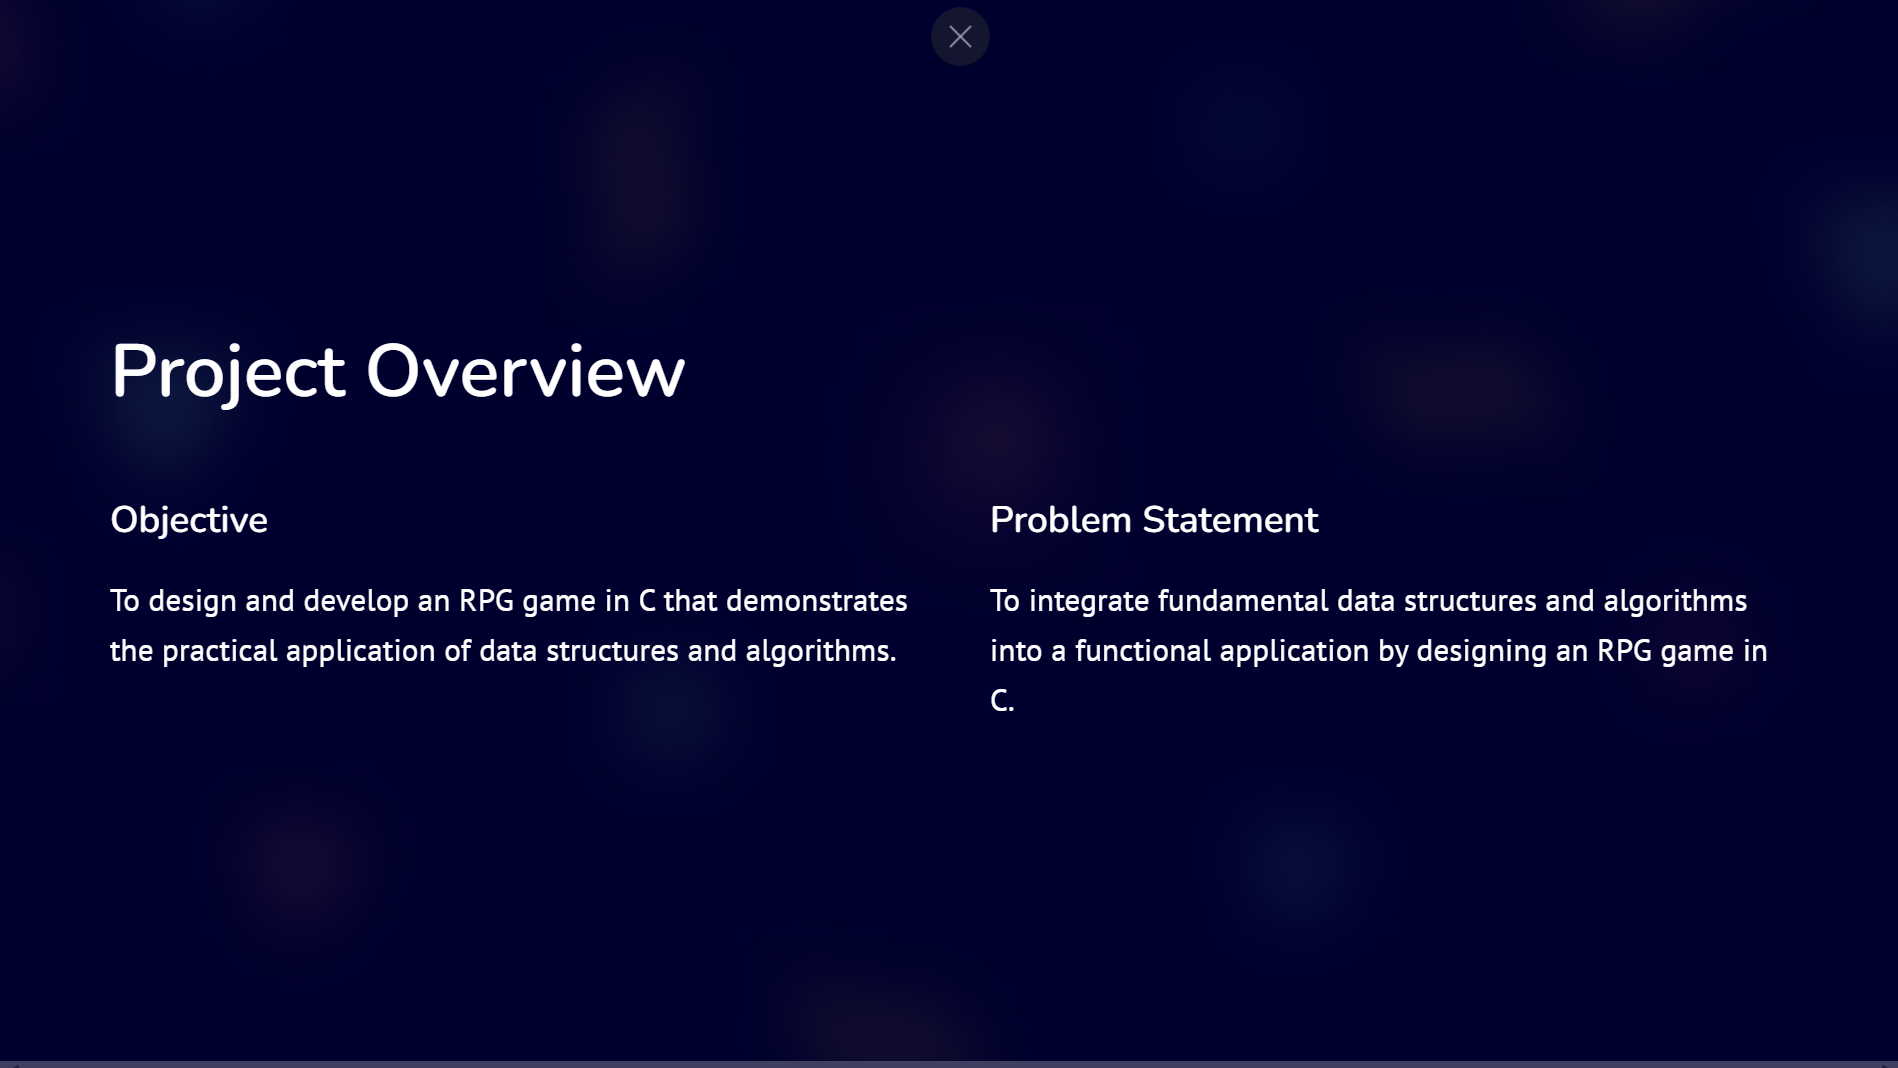 Project Overview
Objective
To design and develop an RPG game in C that demonstrates
the practical application of data structures and algorithms.
Problem Statement
To integrate fundamental data structures and algorithms
into a functional application by designing an RPG game in
C.